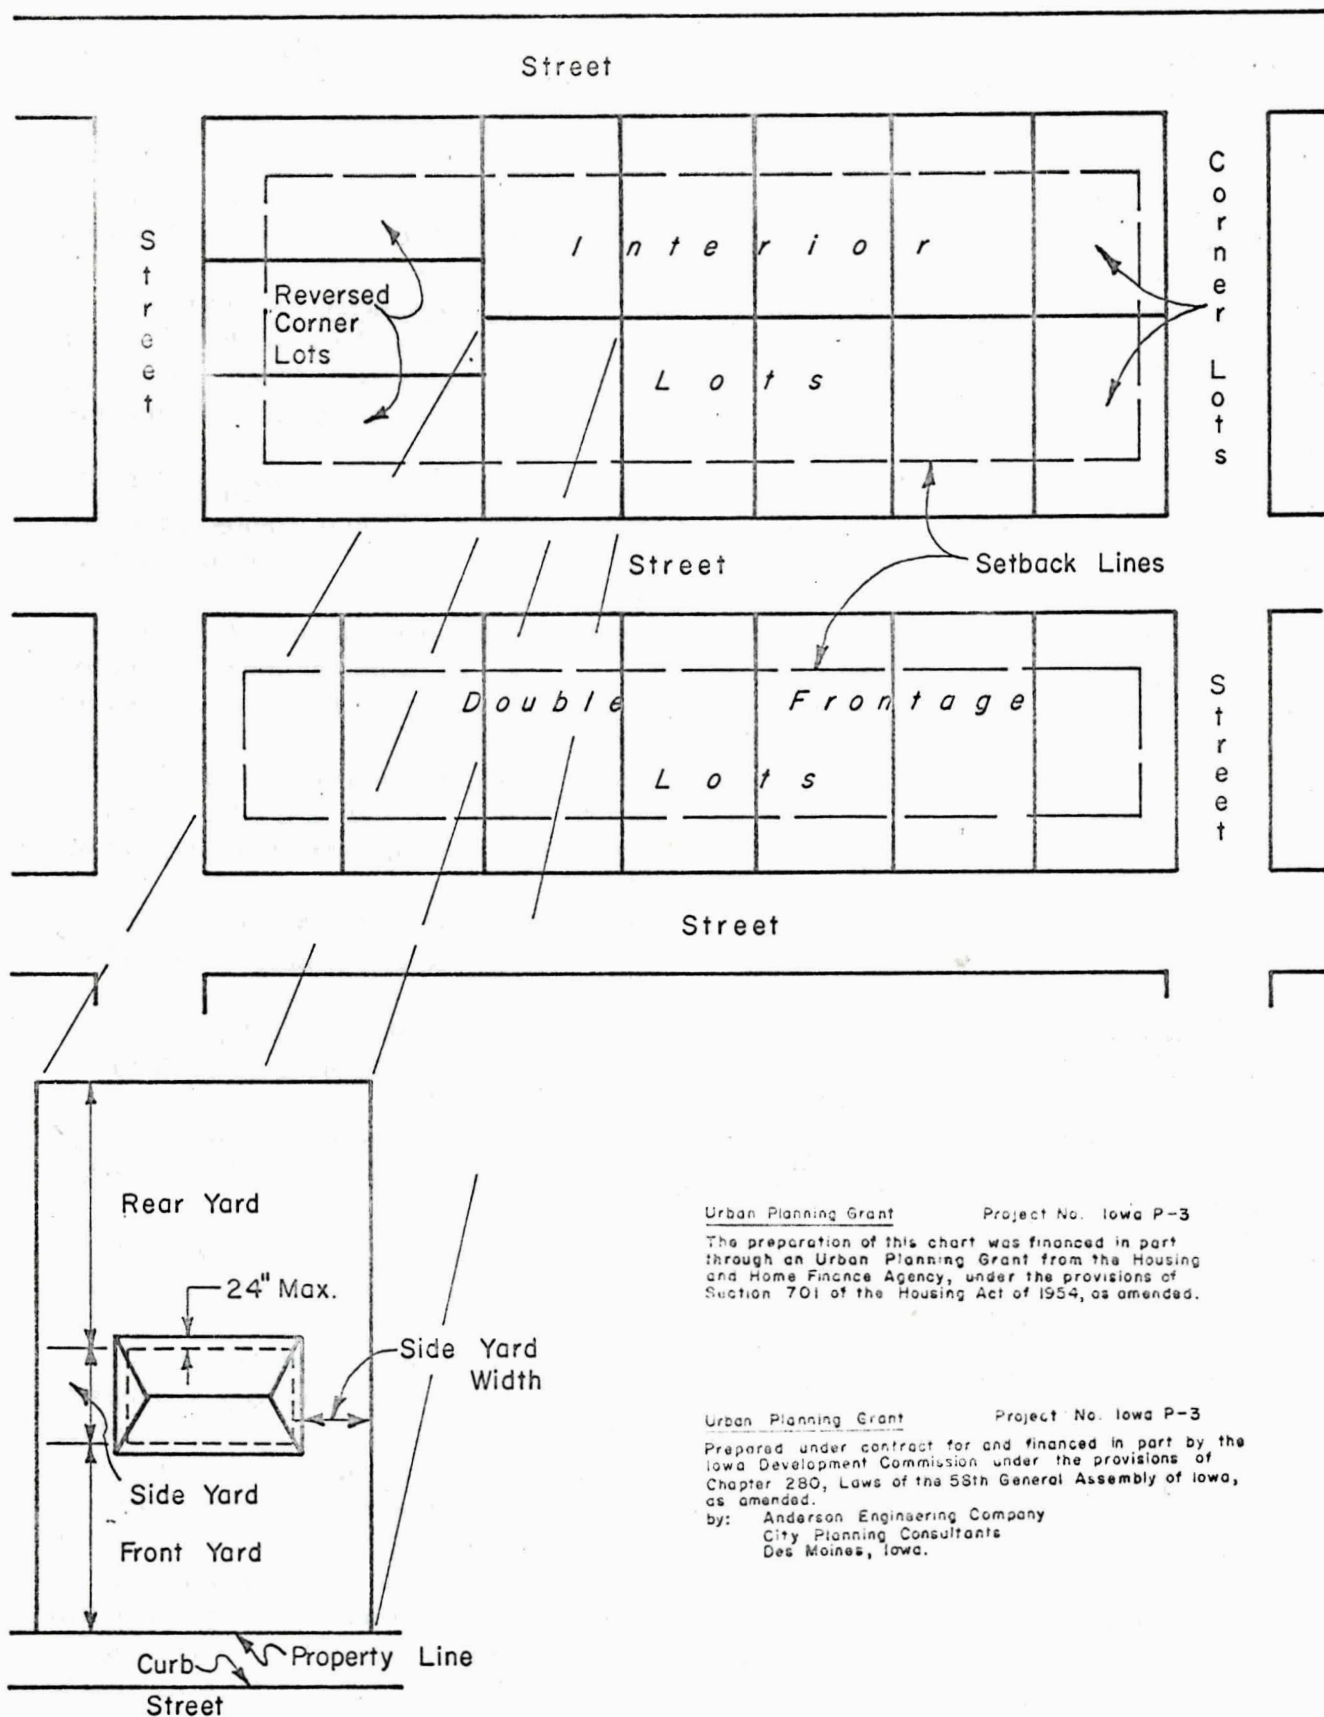 Street
Street
Corner Lots
Interior
Reversed
Corner
Lots
Lots
Street
Setback Lines
Double Frontage
Lots
Street
Street
Rear Yard
24" Max.
Side Yard
Width
Side Yard
Front Yard
Property Line
Curb
Street
Urban Planning Grant Project No. Iowa P-3
The preparation of this chart was financed in part
through an Urban Planning Grant from the Housing
and Home Finance Agency, under the provisions of
Section 701 of the Housing Act of 1954, as amended.
Urban Planning Grant Project No. Iowa P-3
Prepared under contract for and financed in part by the
Iowa Development Commission under the provisions of
Chapter 280, Laws of the 58th General Assembly of Iowa,
as amended.
by: Anderson Engineering Company
City Planning Consultants
Des Moines, Iowa.